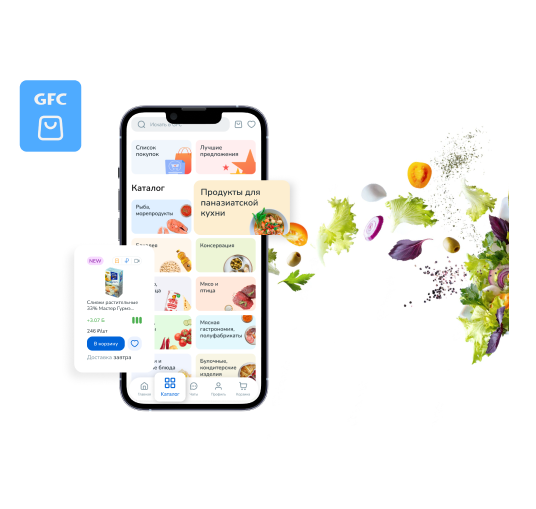 GFC
Искать в GFC
Список
покупок
Лучшие
предложения
Каталог
Продукты для
паназиатской
кухни
Рыба,
морепродукты
Консервация
NEW
Сливки растительные
33% Мастер Гурмэ...
+3.07 Б
246 ₽/шт
В корзину
Доставка завтра
Мясо и
птица
Мясная
гастрономия,
полуфабрикаты
Булочные,
кондитерские
изделия
Главная
Каталог
Чаты
Профиль
Корзина